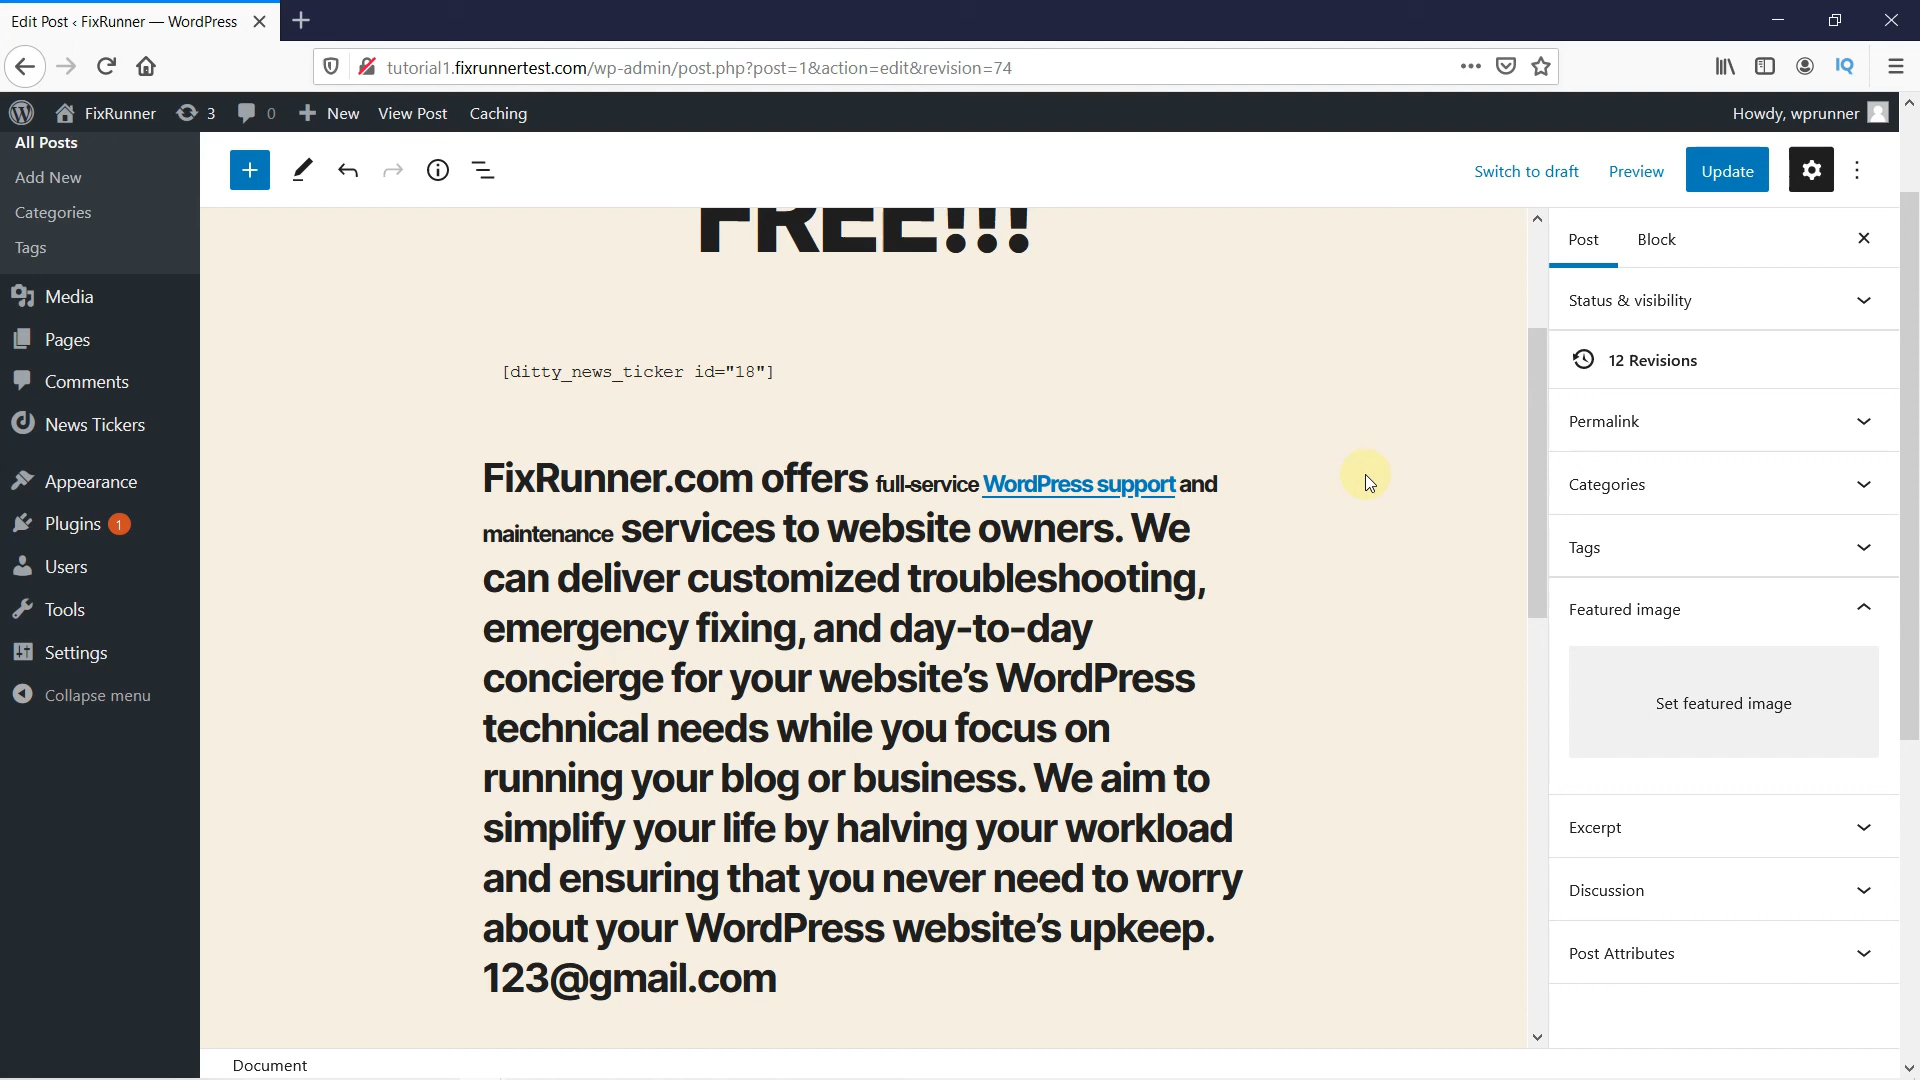 Edit Post ‹ FixRunner — WordPress
tutorial1.fixrunnertest.com/wp-admin/post.php?post=1&action=edit&revision=74
IQ
FixRunner 3 0 New View Post Caching Howdy, wprunner
All Posts
Add New
Categories
Tags
Media
Pages
Comments
News Tickers
Appearance
Plugins 1
Users
Tools
Settings
Collapse menu
Switch to draft Preview Update
FREE!!!
[ditty_news_ticker id="18"]
FixRunner.com offers full-service WordPress support and
maintenance services to website owners. We
can deliver customized troubleshooting,
emergency fixing, and day-to-day
concierge for your website’s WordPress
technical needs while you focus on
running your blog or business. We aim to
simplify your life by halving your workload
and ensuring that you never need to worry
about your WordPress website’s upkeep.
123@gmail.com
Post Block
Status & visibility
12 Revisions
Permalink
Categories
Tags
Featured image
Set featured image
Excerpt
Discussion
Post Attributes
Document